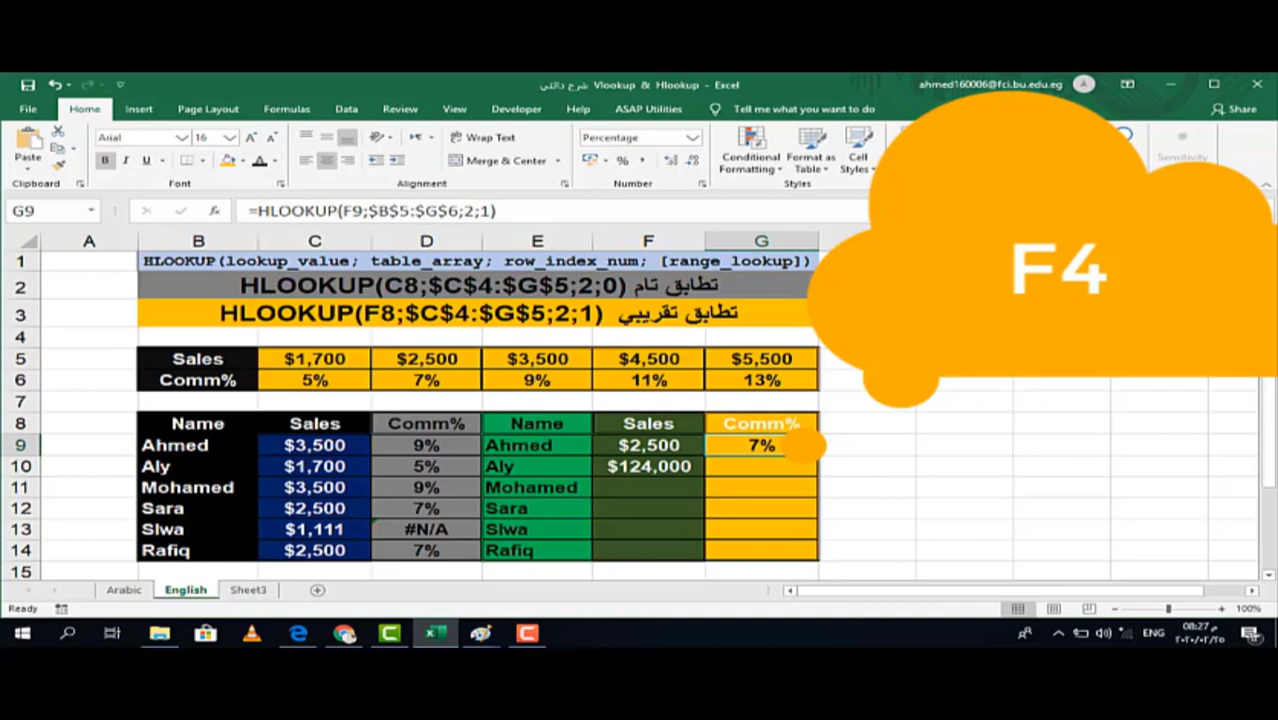 شرح دالتي Vlookup & Hlookup - Excel
ahmed160006@fci.bu.edu.eg A
File Home Insert Page Layout Formulas Data Review View Developer Help ASAP Utilities Tell me what you want to do Share
Paste
Arial 16
B I U
Wrap Text
Merge & Center
Percentage
Conditional Formatting
Format as Table
Cell Styles
Sensitivity
Clipboard Font Alignment Number Styles
G9 fx =HLOOKUP(F9;$B$5:$G$6;2;1)
F4
A B C D E F G
1 HLOOKUP(lookup_value; table_array; row_index_num; [range_lookup])
2 HLOOKUP(C8;$C$4:$G$5;2;0) تطابق تام
3 HLOOKUP(F8;$C$4:$G$5;2;1) تطابق تقريبي
4
5 Sales $1,700 $2,500 $3,500 $4,500 $5,500
6 Comm% 5% 7% 9% 11% 13%
7
8 Name Sales Comm% Name Sales Comm%
9 Ahmed $3,500 9% Ahmed $2,500 7%
10 Aly $1,700 5% Aly $124,000
11 Mohamed $3,500 9% Mohamed
12 Sara $2,500 7% Sara
13 Slwa $1,111 #N/A Slwa
14 Rafiq $2,500 7% Rafiq
15
Arabic English Sheet3
Ready 100%
ENG
08:27 م
٢٠٢٠/٠٢/٢٥